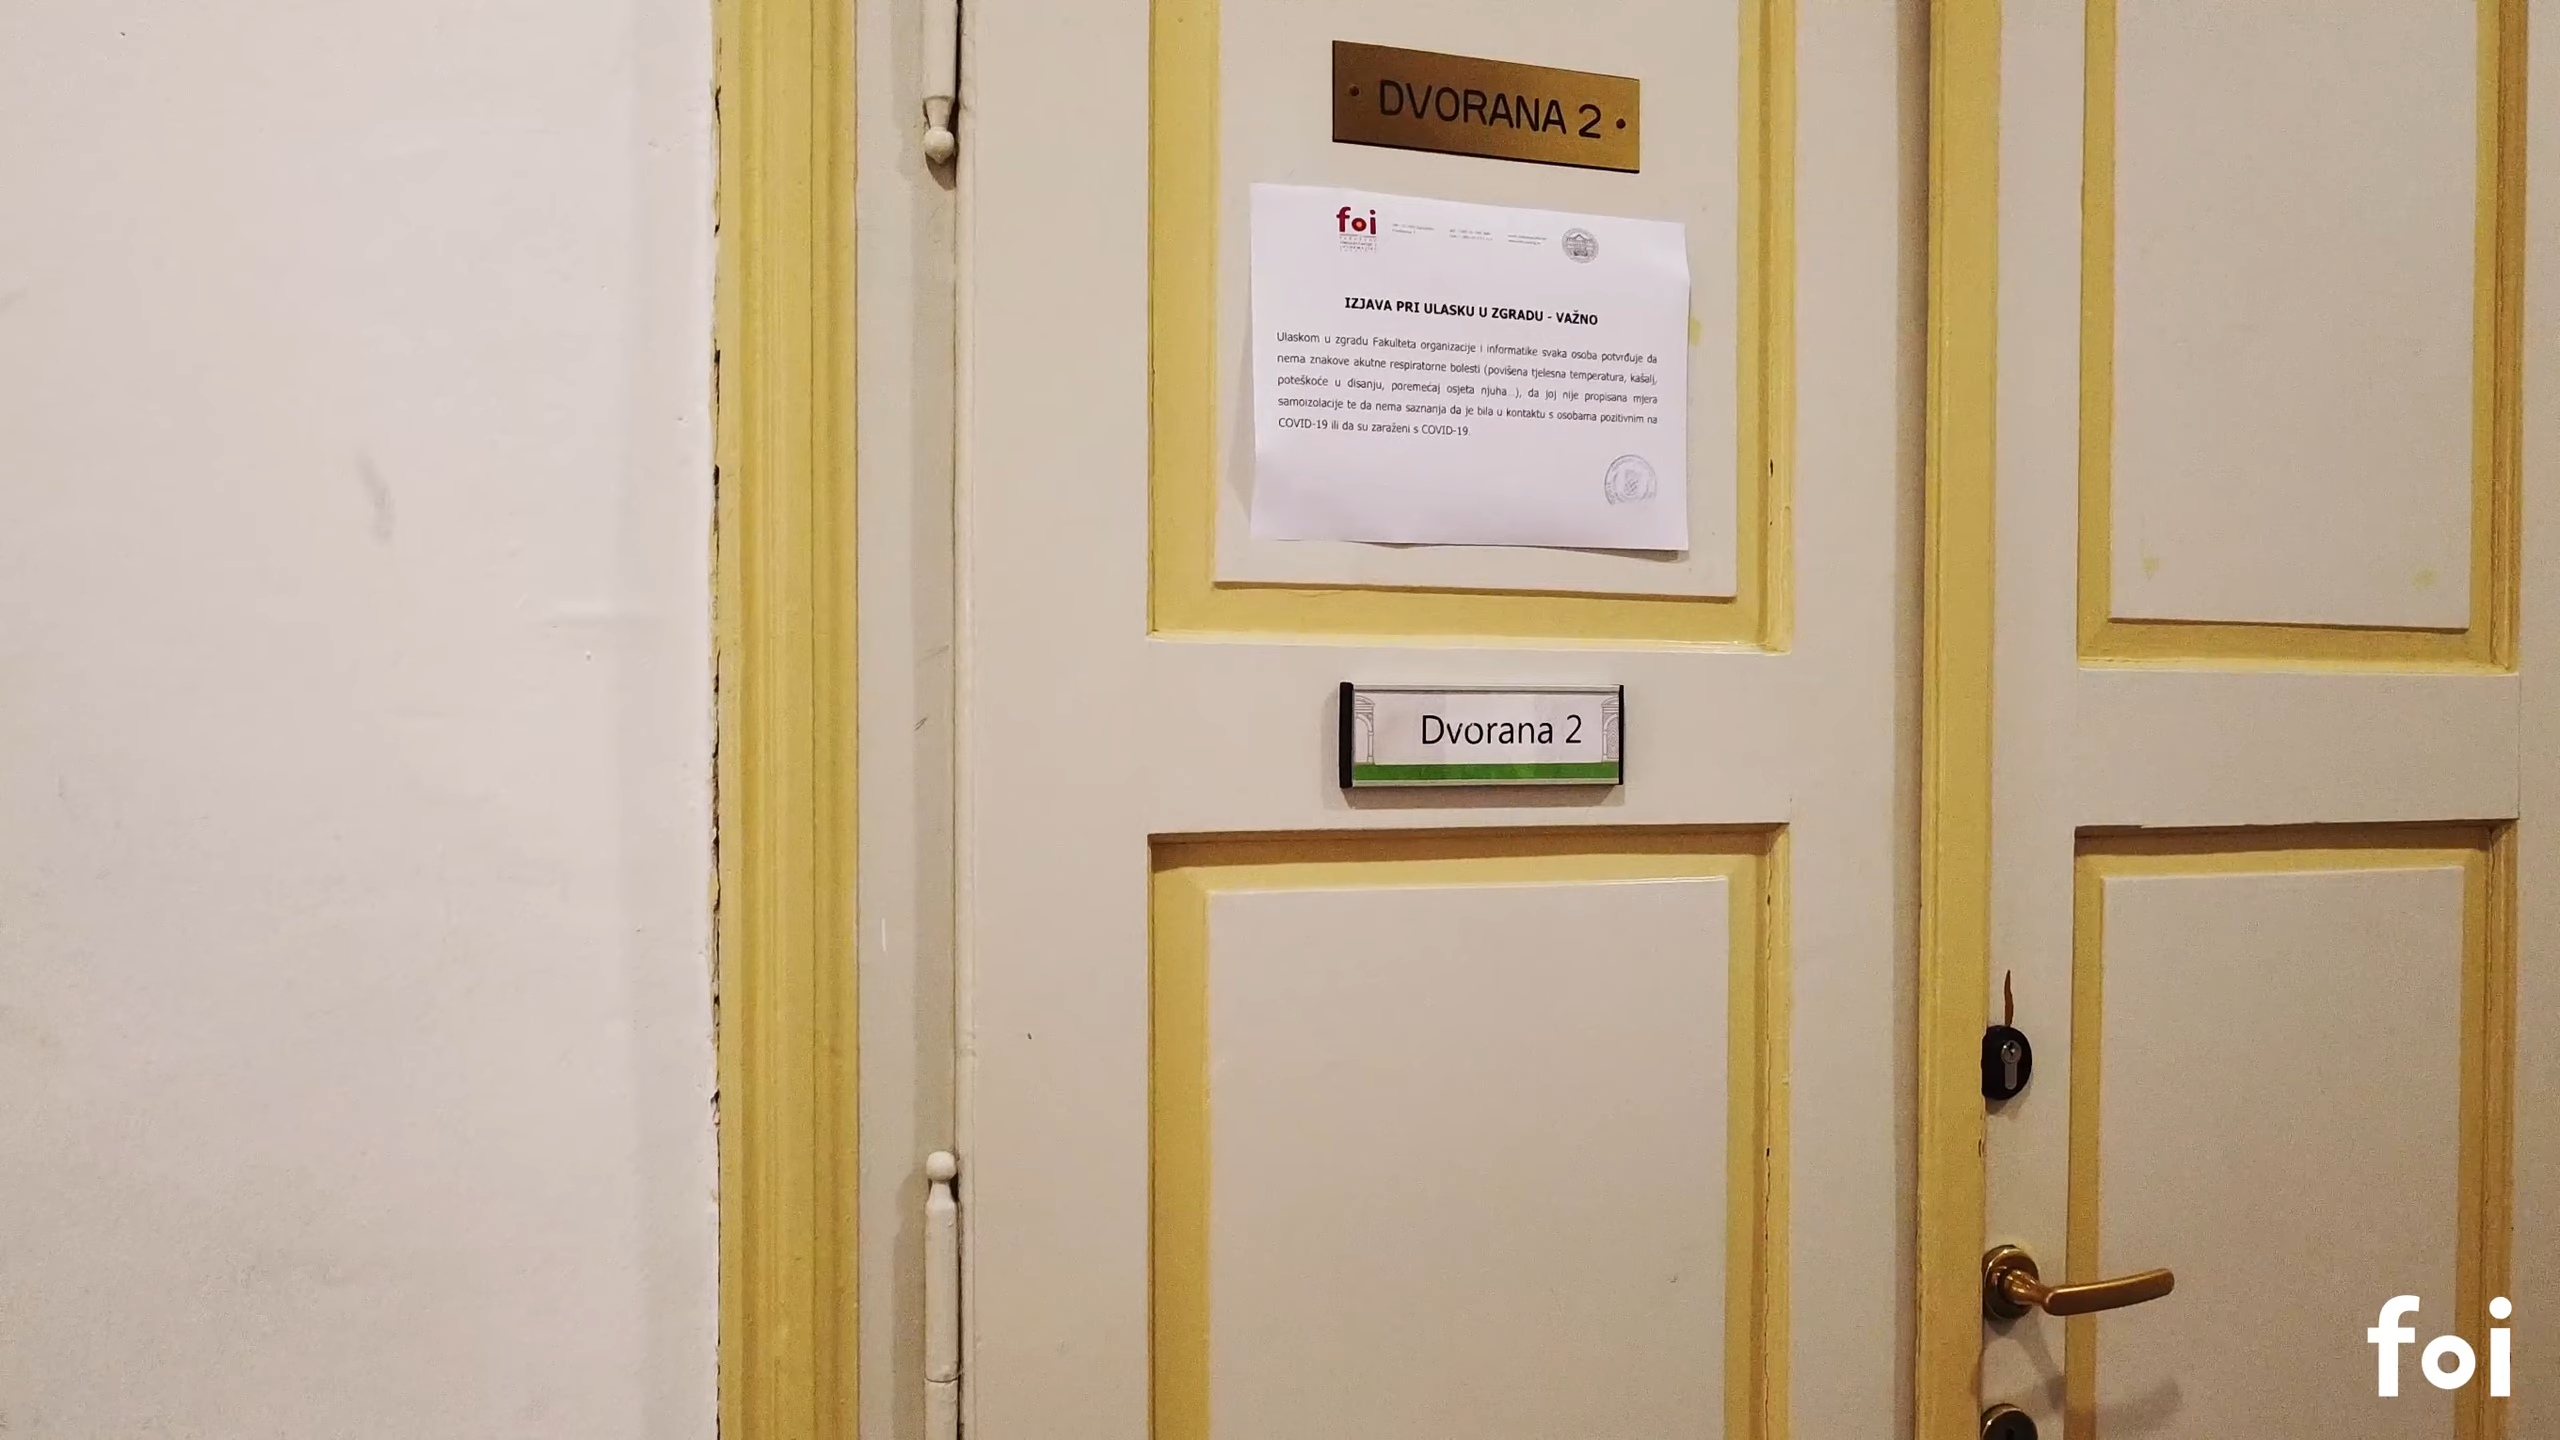 DVORANA 2
foi
IZJAVA PRI ULASKU U ZGRADU - VAŽNO
Ulaskom u zgradu Fakulteta organizacije i informatike svaka osoba potvrđuje da
nema znakove akutne respiratorne bolesti (povišena tjelesna temperatura, kašalj,
poteškoće u disanju, poremećaj osjeta njuha...), da joj nije propisana mjera
samoizolacije te da nema saznanja da je bila u kontaktu s osobama pozitivnim na
COVID-19 ili da su zaraženi s COVID-19.
Dvorana 2
foi